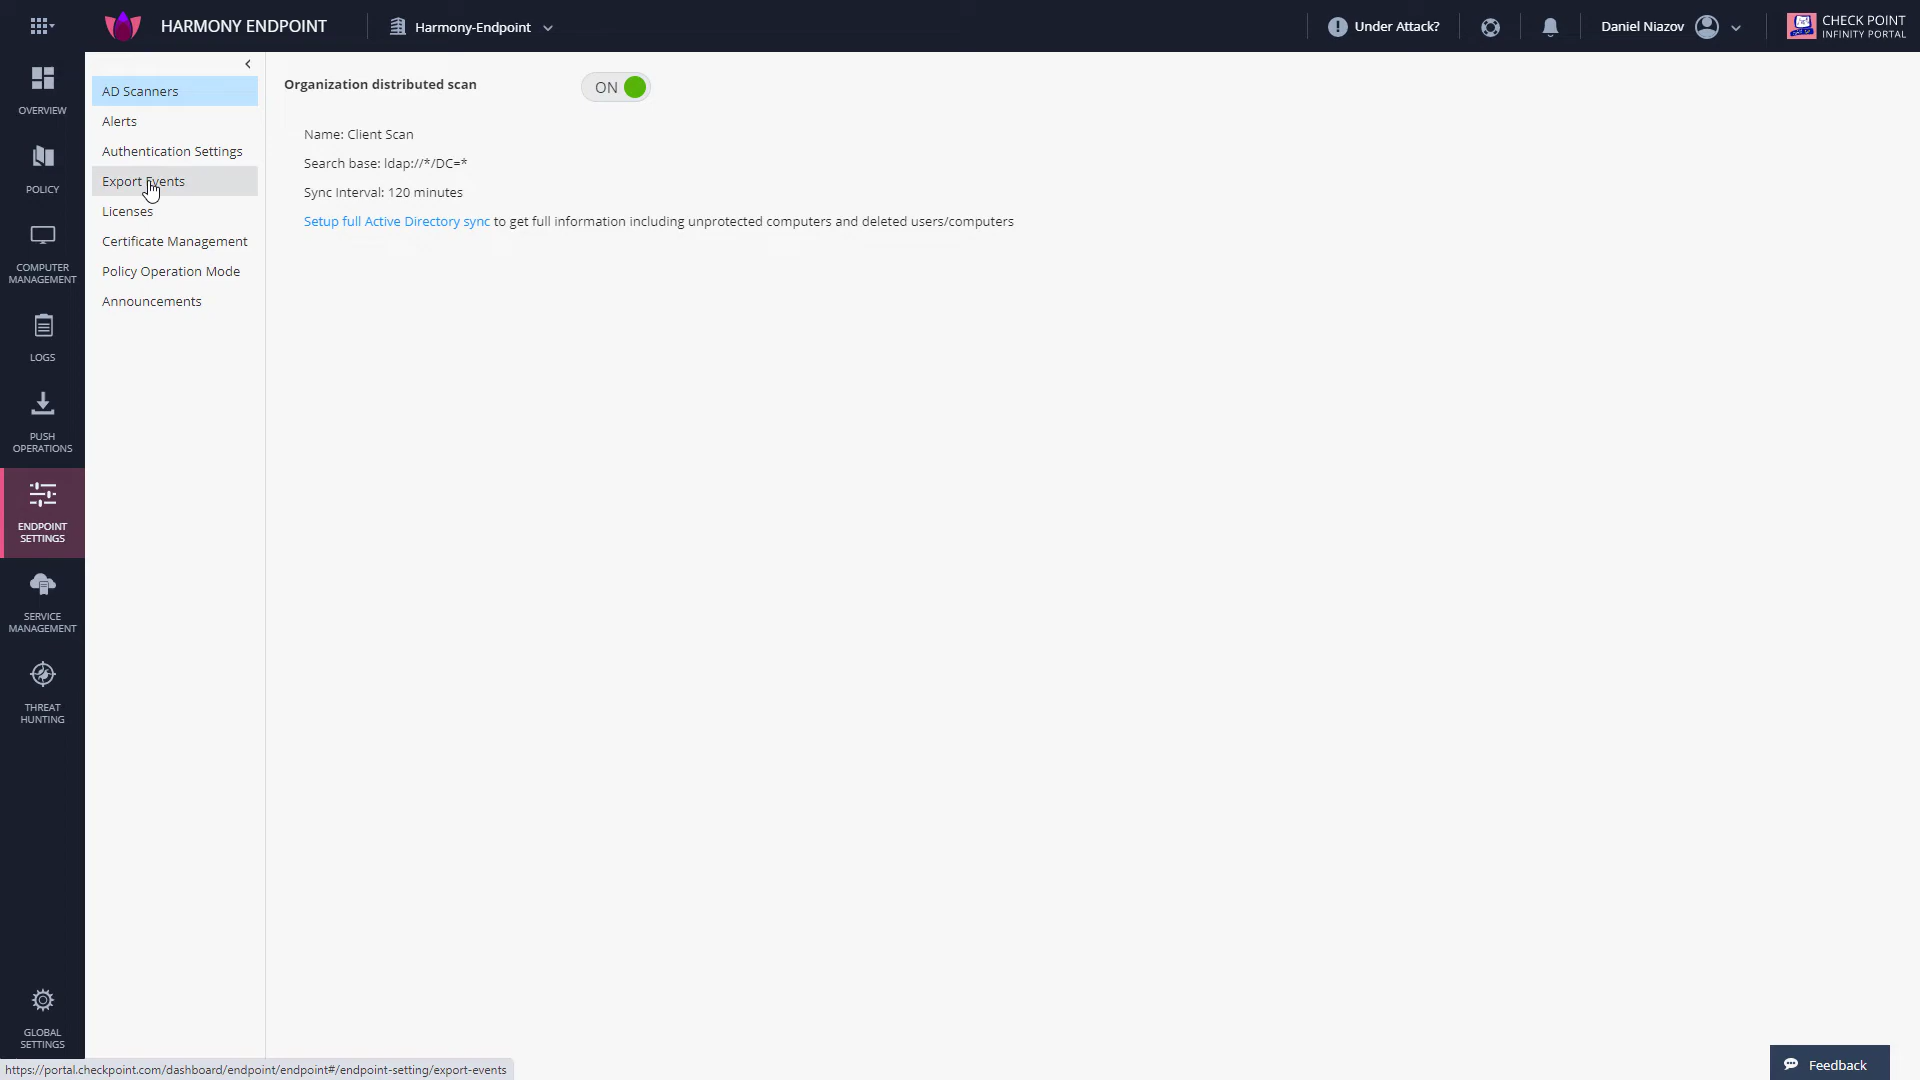 HARMONY ENDPOINT
Harmony-Endpoint
Under Attack?
Daniel Niazov
CHECK POINT
INFINITY PORTAL
OVERVIEW
POLICY
COMPUTER
MANAGEMENT
LOGS
PUSH
OPERATIONS
ENDPOINT
SETTINGS
SERVICE
MANAGEMENT
THREAT
HUNTING
GLOBAL
SETTINGS
AD Scanners
Alerts
Authentication Settings
Export Events
Licenses
Certificate Management
Policy Operation Mode
Announcements
Organization distributed scan
ON
Name: Client Scan
Search base: ldap://*/DC=*
Sync Interval: 120 minutes
Setup full Active Directory sync to get full information including unprotected computers and deleted users/computers
https://portal.checkpoint.com/dashboard/endpoint/endpoint#/endpoint-setting/export-events
Feedback